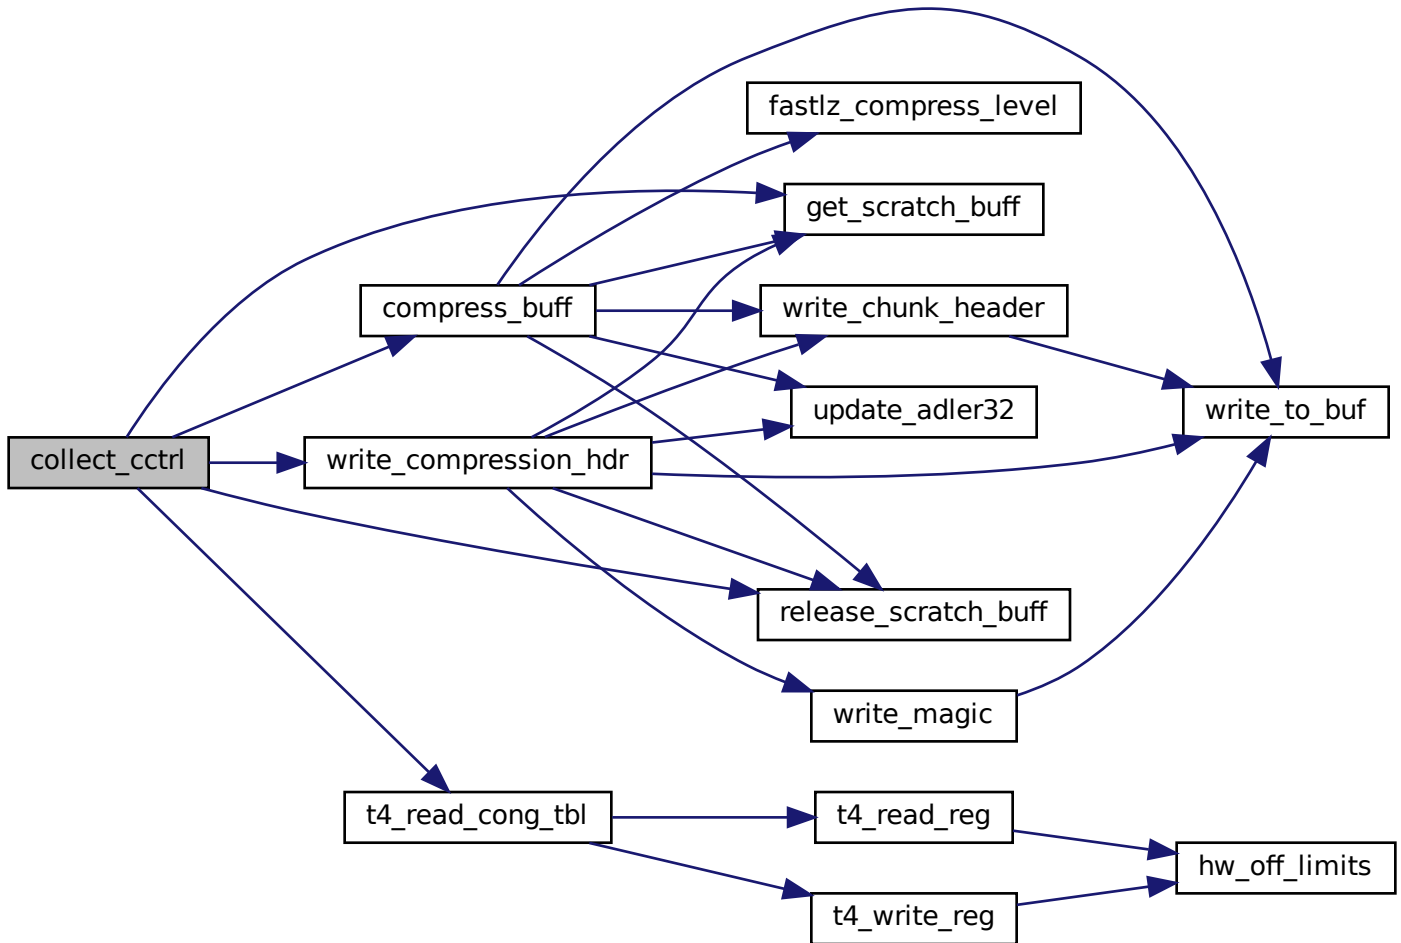 fastlz_compress_level
get_scratch_buff
compress_buff
write_chunk_header
update_adler32
write_to_buf
collect_cctrl
write_compression_hdr
release_scratch_buff
write_magic
t4_read_cong_tbl
t4_read_reg
hw_off_limits
t4_write_reg